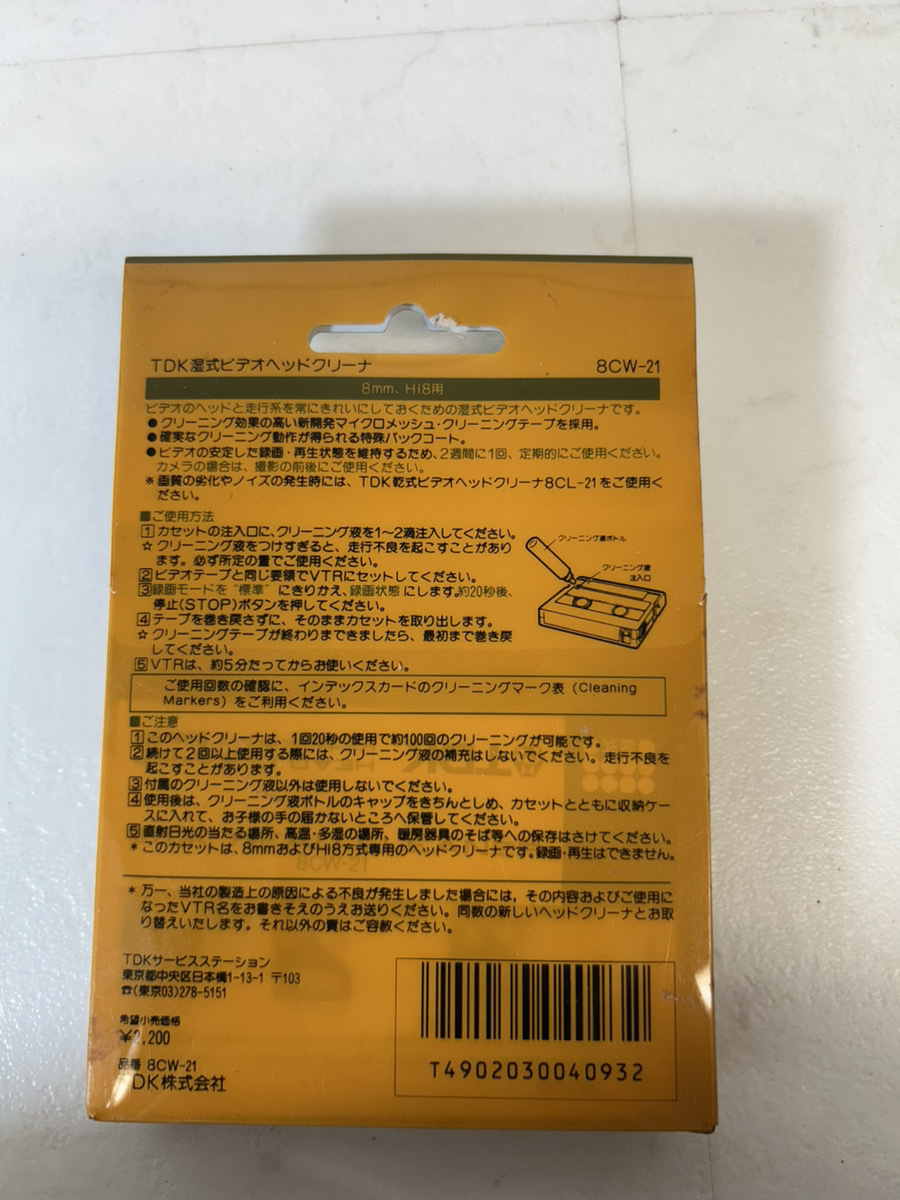 TDK湿式ビデオヘッドクリーナ 8CW-21
8mm、Hi8用
ビデオのヘッドと走行系を常にきれいにしておくための湿式ビデオヘッドクリーナです。
●クリーニング効果の高い新開発マイクロメッシュ・クリーニングテープを採用。
●確実なクリーニング動作が得られる特殊バックコート。
●ビデオの安定した録画・再生状態を維持するため、2週間に1回、定期的にご使用ください。
カメラの場合は、撮影の前後にご使用ください。
※画質の劣化やノイズの発生時には、TDK乾式ビデオヘッドクリーナ8CL-21をご使用く
ださい。
■ご使用方法
1 カセットの注入口に、クリーニング液を1〜2滴注入してください。
☆ クリーニング液をつけすぎると、走行不良を起こすことがあり
ます。必ず所定の量でご使用ください。
2 ビデオテープと同じ要領でVTRにセットしてください。
3 録画モードを“標準”にきりかえ、録画状態にします。約20秒後、
停止(STOP)ボタンを押してください。
4 テープを巻き戻さずに、そのままカセットを取り出します。
☆ クリーニングテープが終わりまできましたら、最初まで巻き戻
してください。
5 VTRは、約5分たってからお使いください。
クリーニング液ボトル
クリーニング液
注入口
ご使用回数の確認に、インデックスカードのクリーニングマーク表(Cleaning
Markers)をご利用ください。
■ご注意
1 このヘッドクリーナは、1回20秒の使用で約100回のクリーニングが可能です。
2 続けて2回以上使用する際には、クリーニング液の補充はしないでください。走行不良を
起こすことがあります。
3 付属のクリーニング液以外は使用しないでください。
4 使用後は、クリーニング液ボトルのキャップをきちんとしめ、カセットとともに収納ケー
スに入れて、お子様の手の届かないところへ保管してください。
5 直射日光の当たる場所、高温・多湿の場所、暖房器具のそば等への保存はさけてください。
* このカセットは、8mmおよびHi8方式専用のヘッドクリーナです。録画・再生はできません。
* 万一、当社の製造上の原因による不良が発生しました場合には、その内容およびご使用に
なったVTR名をお書きそえのうえお送りください。同数の新しいヘッドクリーナとお取
り替えいたします。それ以外の責はご容赦ください。
TDKサービスステーション
東京都中央区日本橋1-13-1 〒103
☎(東京03)278-5151
希望小売価格
¥2,200
品番 8CW-21
TDK株式会社
T4902030040932